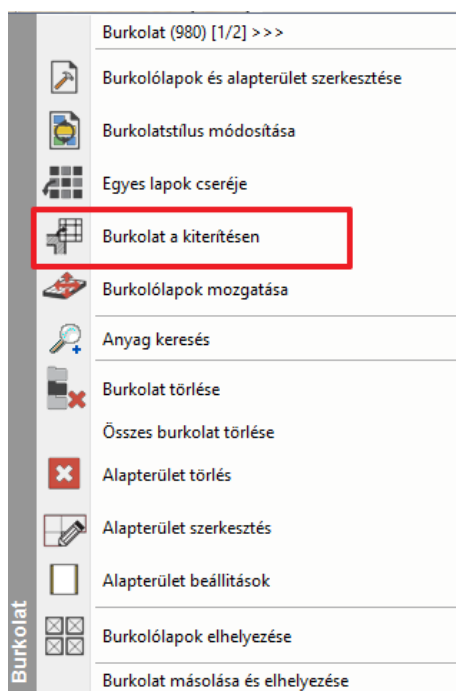 Burkolat (980) [1/2] >>>
Burkolólapok és alapterület szerkesztése
Burkolatstílus módosítása
Egyes lapok cseréje
Burkolat a kiterítésen
Burkolólapok mozgatása
Anyag keresés
Burkolat törlése
Összes burkolat törlése
Alapterület törlés
Alapterület szerkesztés
Alapterület beállitások
Burkolólapok elhelyezése
Burkolat másolása és elhelyezése
Burkolat